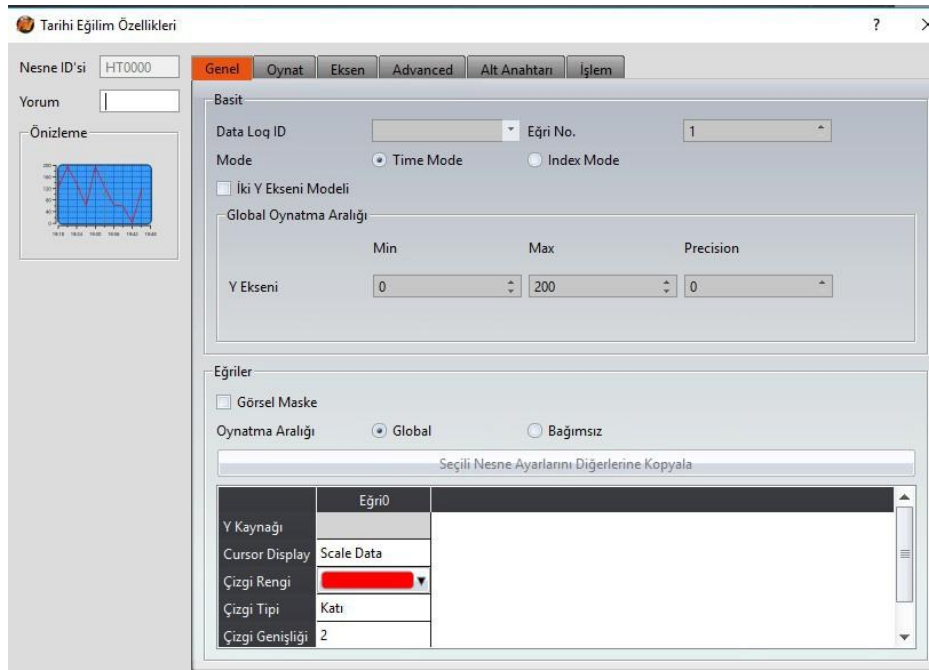 Tarihi Eğilim Özellikleri
?
Nesne ID'si HT0000
Yorum
Önizleme
Genel Oynat Eksen Advanced Alt Anahtarı İşlem
Basit
Data Log ID Eğri No. 1
Mode Time Mode Index Mode
İki Y Ekseni Modeli
Global Oynatma Aralığı
Min Max Precision
Y Ekseni 0 200 0
Eğriler
Görsel Maske
Oynatma Aralığı Global Bağımsız
Seçili Nesne Ayarlarını Diğerlerine Kopyala
Eğri0
Y Kaynağı
Cursor Display Scale Data
Çizgi Rengi
Çizgi Tipi Katı
Çizgi Genişliği 2